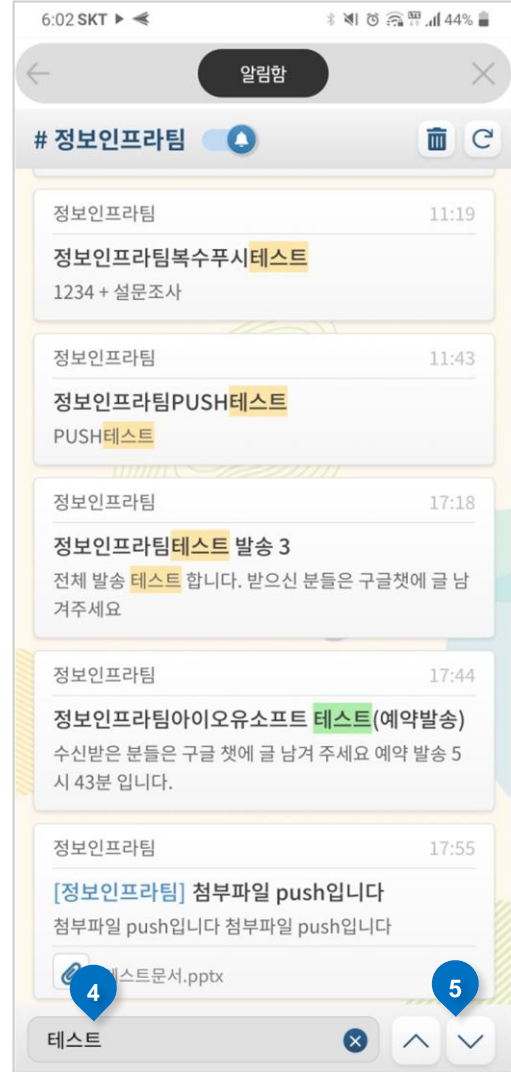 6:02 SKT 44%
알림함
# 정보인프라팀
정보인프라팀 11:19
정보인프라팀복수푸시테스트
1234 + 설문조사
정보인프라팀 11:43
정보인프라팀PUSH테스트
PUSH테스트
정보인프라팀 17:18
정보인프라팀테스트 발송 3
전체 발송 테스트 합니다. 받으신 분들은 구글챗에 글 남
겨주세요
정보인프라팀 17:44
정보인프라팀아이오유소프트 테스트(예약발송)
수신받은 분들은 구글 챗에 글 남겨 주세요 예약 발송 5
시 43분 입니다.
정보인프라팀 17:55
[정보인프라팀] 첨부파일 push입니다
첨부파일 push입니다 첨부파일 push입니다
스트문서.pptx
4
5
테스트